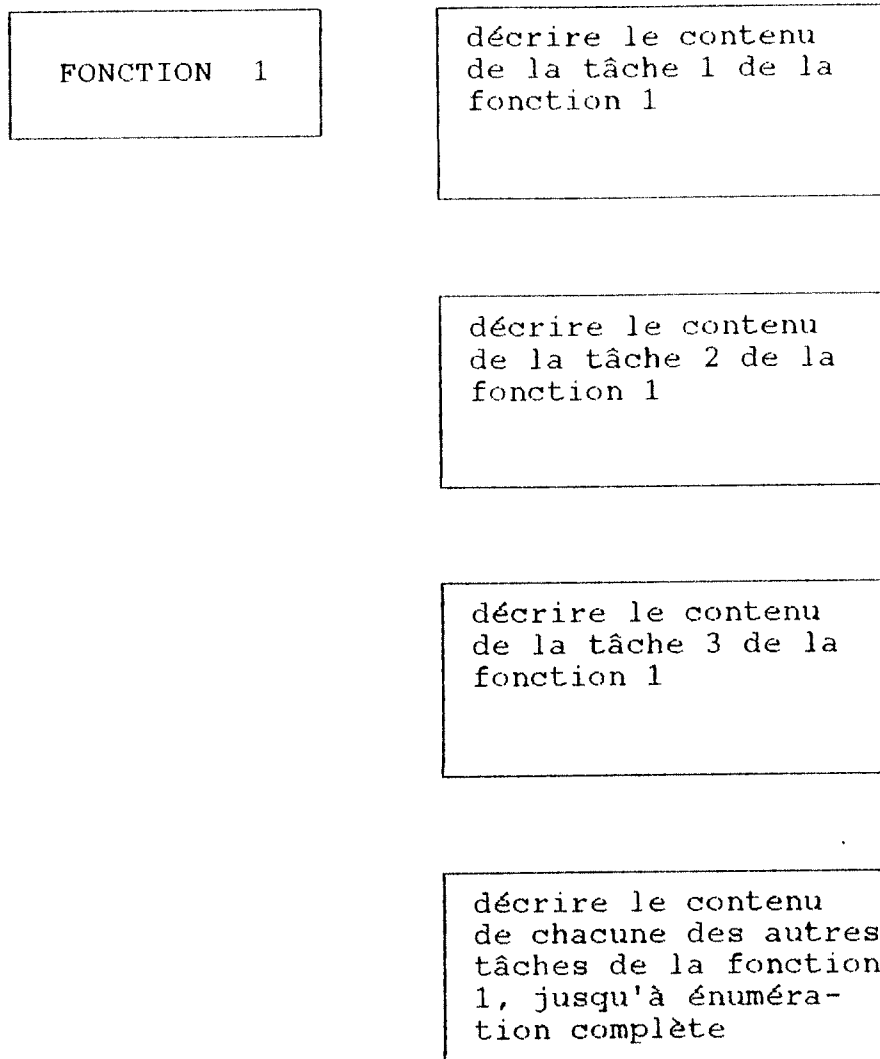 FONCTION 1
décrire le contenu
de la tâche 1 de la
fonction 1
décrire le contenu
de la tâche 2 de la
fonction 1
décrire le contenu
de la tâche 3 de la
fonction 1
décrire le contenu
de chacune des autres
tâches de la fonction
1, jusqu'à énuméra-
tion complète